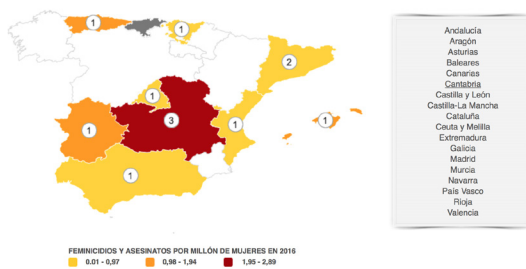 1
1
2
1
3
1
1
1
1
FEMINICIDIOS Y ASESINATOS POR MILLÓN DE MUJERES EN 2016
0.01 - 0,97
0,98 - 1,94
1,95 - 2,89
Andalucía
Aragón
Asturias
Baleares
Canarias
Cantabria
Castilla y León
Castilla-La Mancha
Cataluña
Ceuta y Melilla
Extremadura
Galicia
Madrid
Murcia
Navarra
País Vasco
Rioja
Valencia